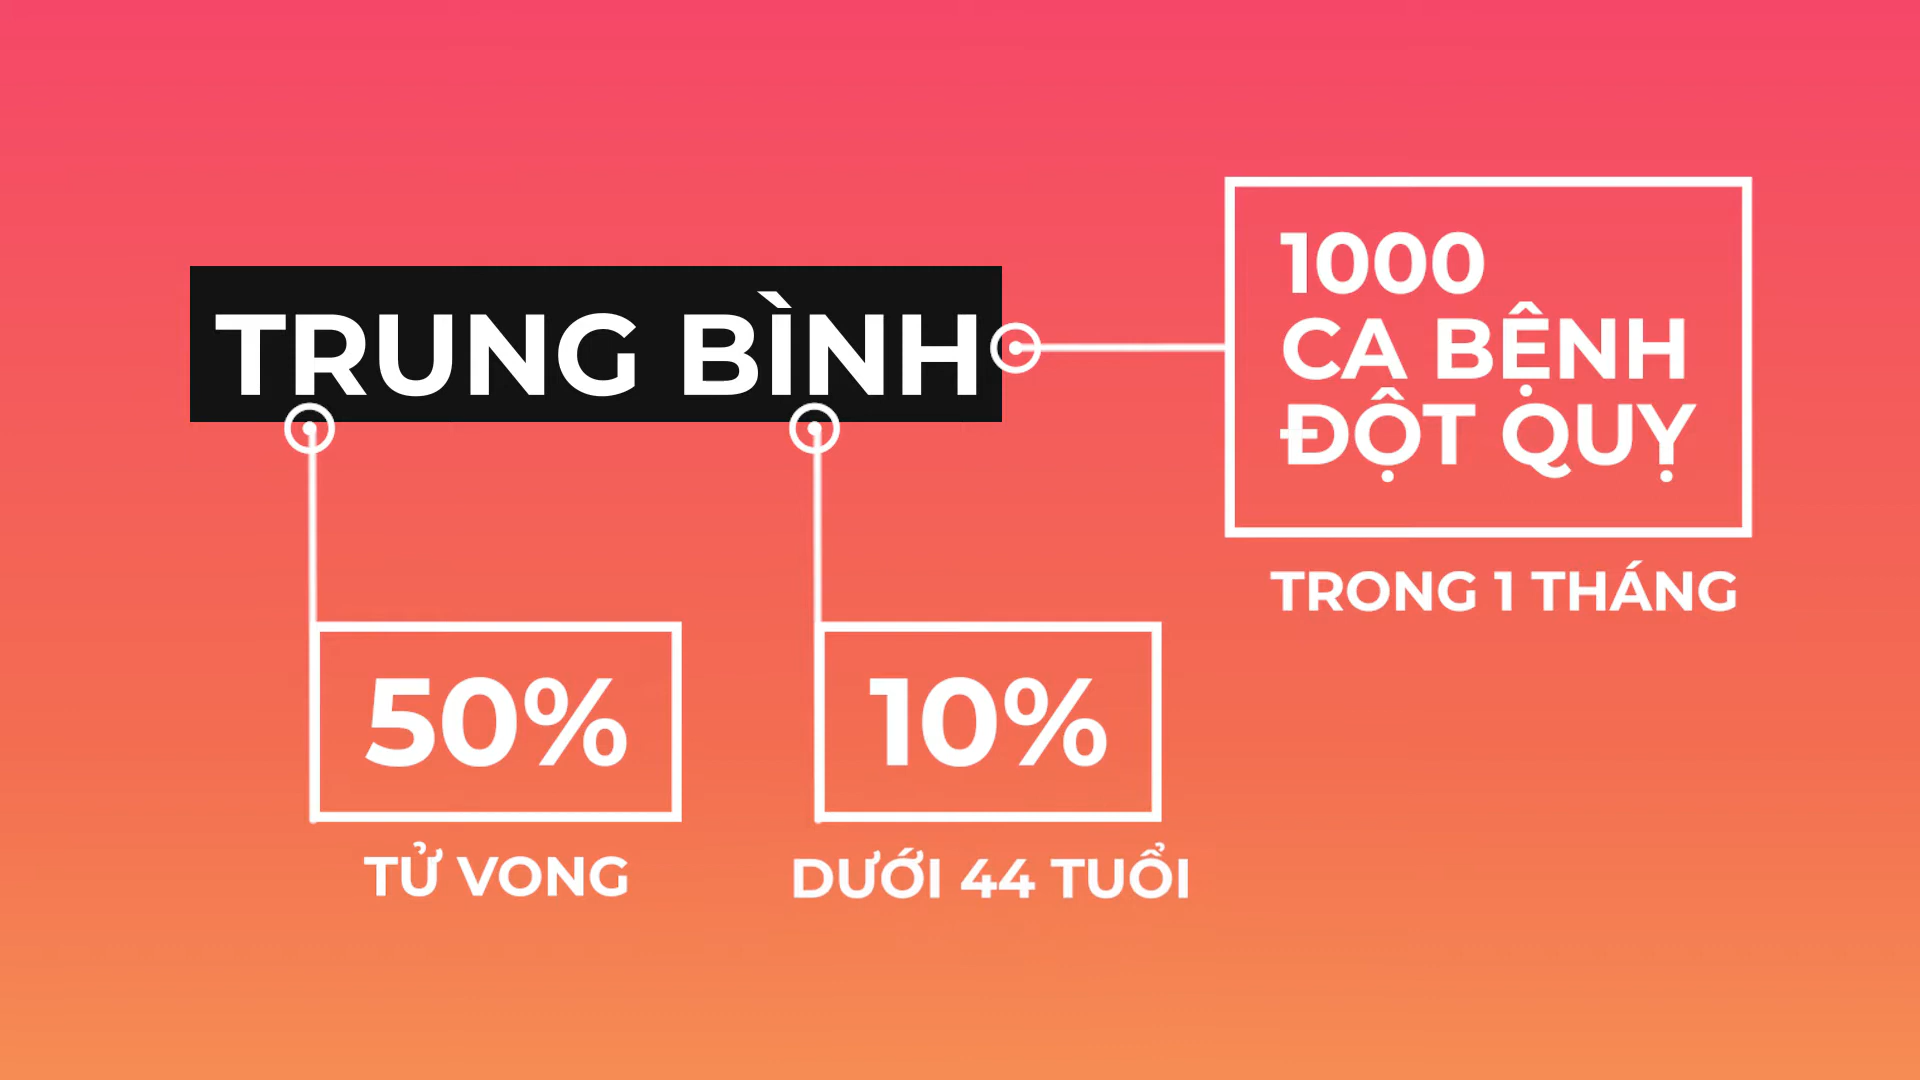 TRUNG BÌNH
1000
CA BỆNH
ĐỘT QUỴ
TRONG 1 THÁNG
50%
TỬ VONG
10%
DƯỚI 44 TUỔI